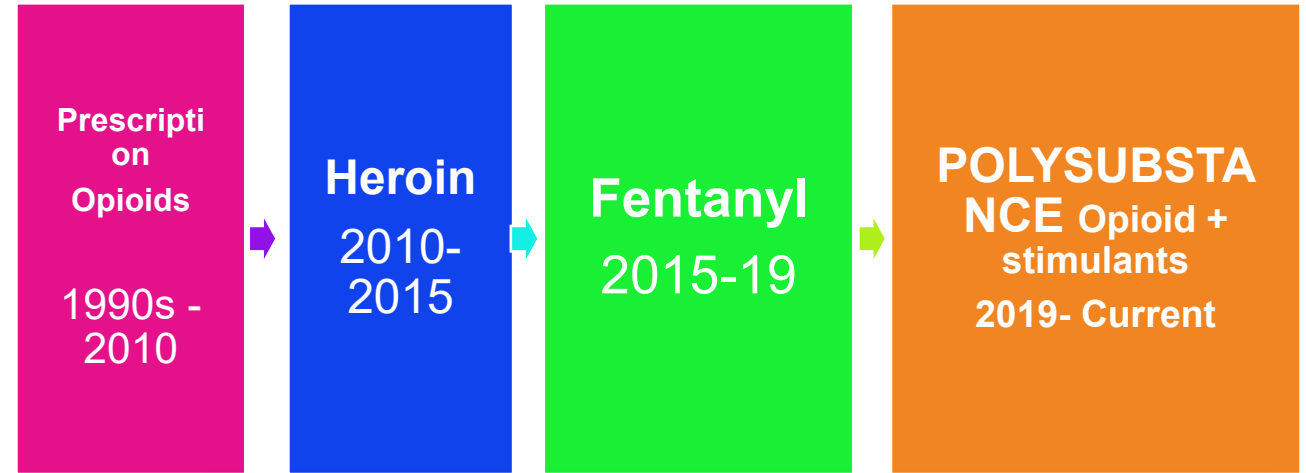 Prescripti
on
Opioids
1990s -
2010
Heroin
2010-
2015
Fentanyl
2015-19
POLYSUBSTA
NCE Opioid +
stimulants
2019- Current